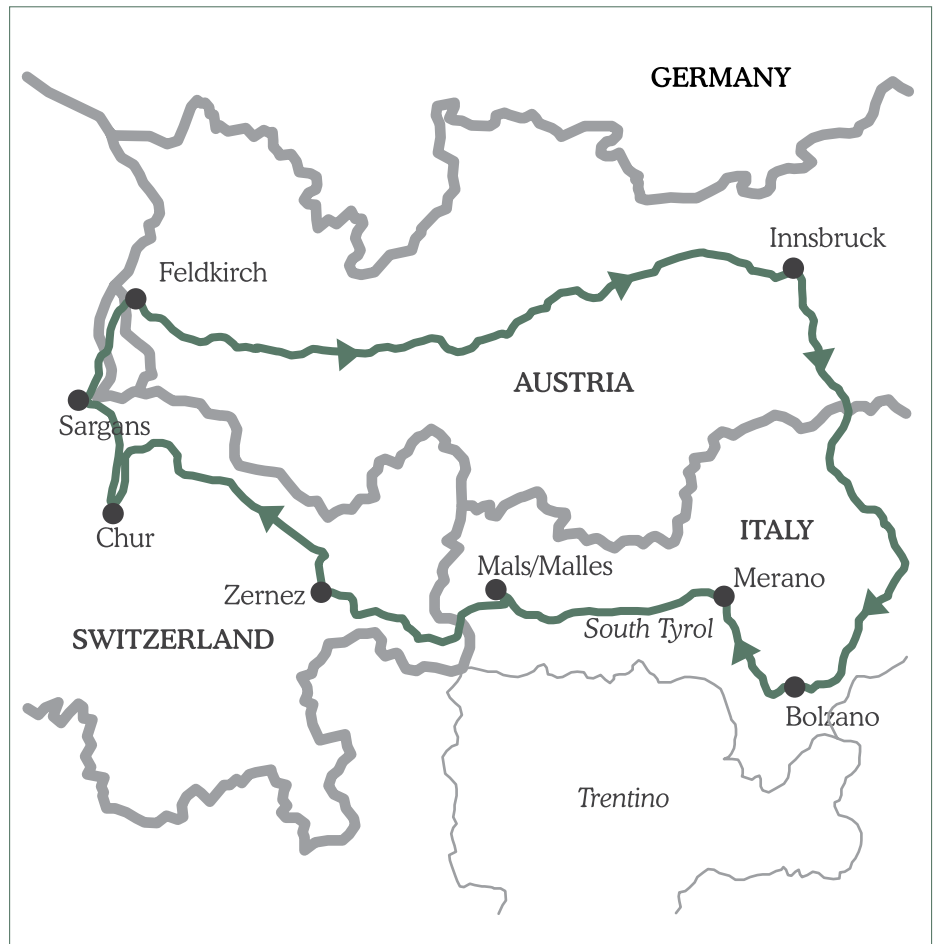 GERMANY
Innsbruck
Feldkirch
AUSTRIA
Sargans
Chur
ITALY
Mals/Malles
Merano
Zernez
South Tyrol
SWITZERLAND
Bolzano
Trentino